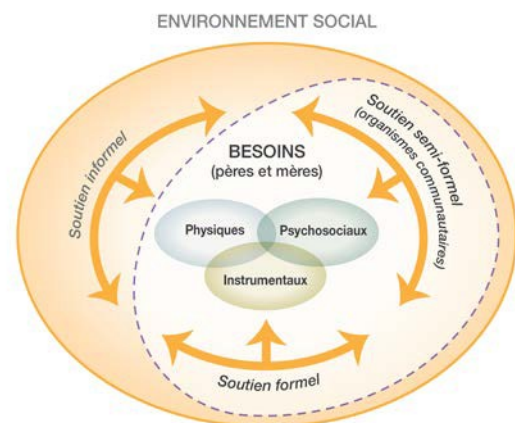 ENVIRONNEMENT SOCIAL
Soutien informel
Soutien semi-formel
(organismes communautaires)
BESOINS
(pères et mères)
Physiques
Psychosociaux
Instrumentaux
Soutien formel